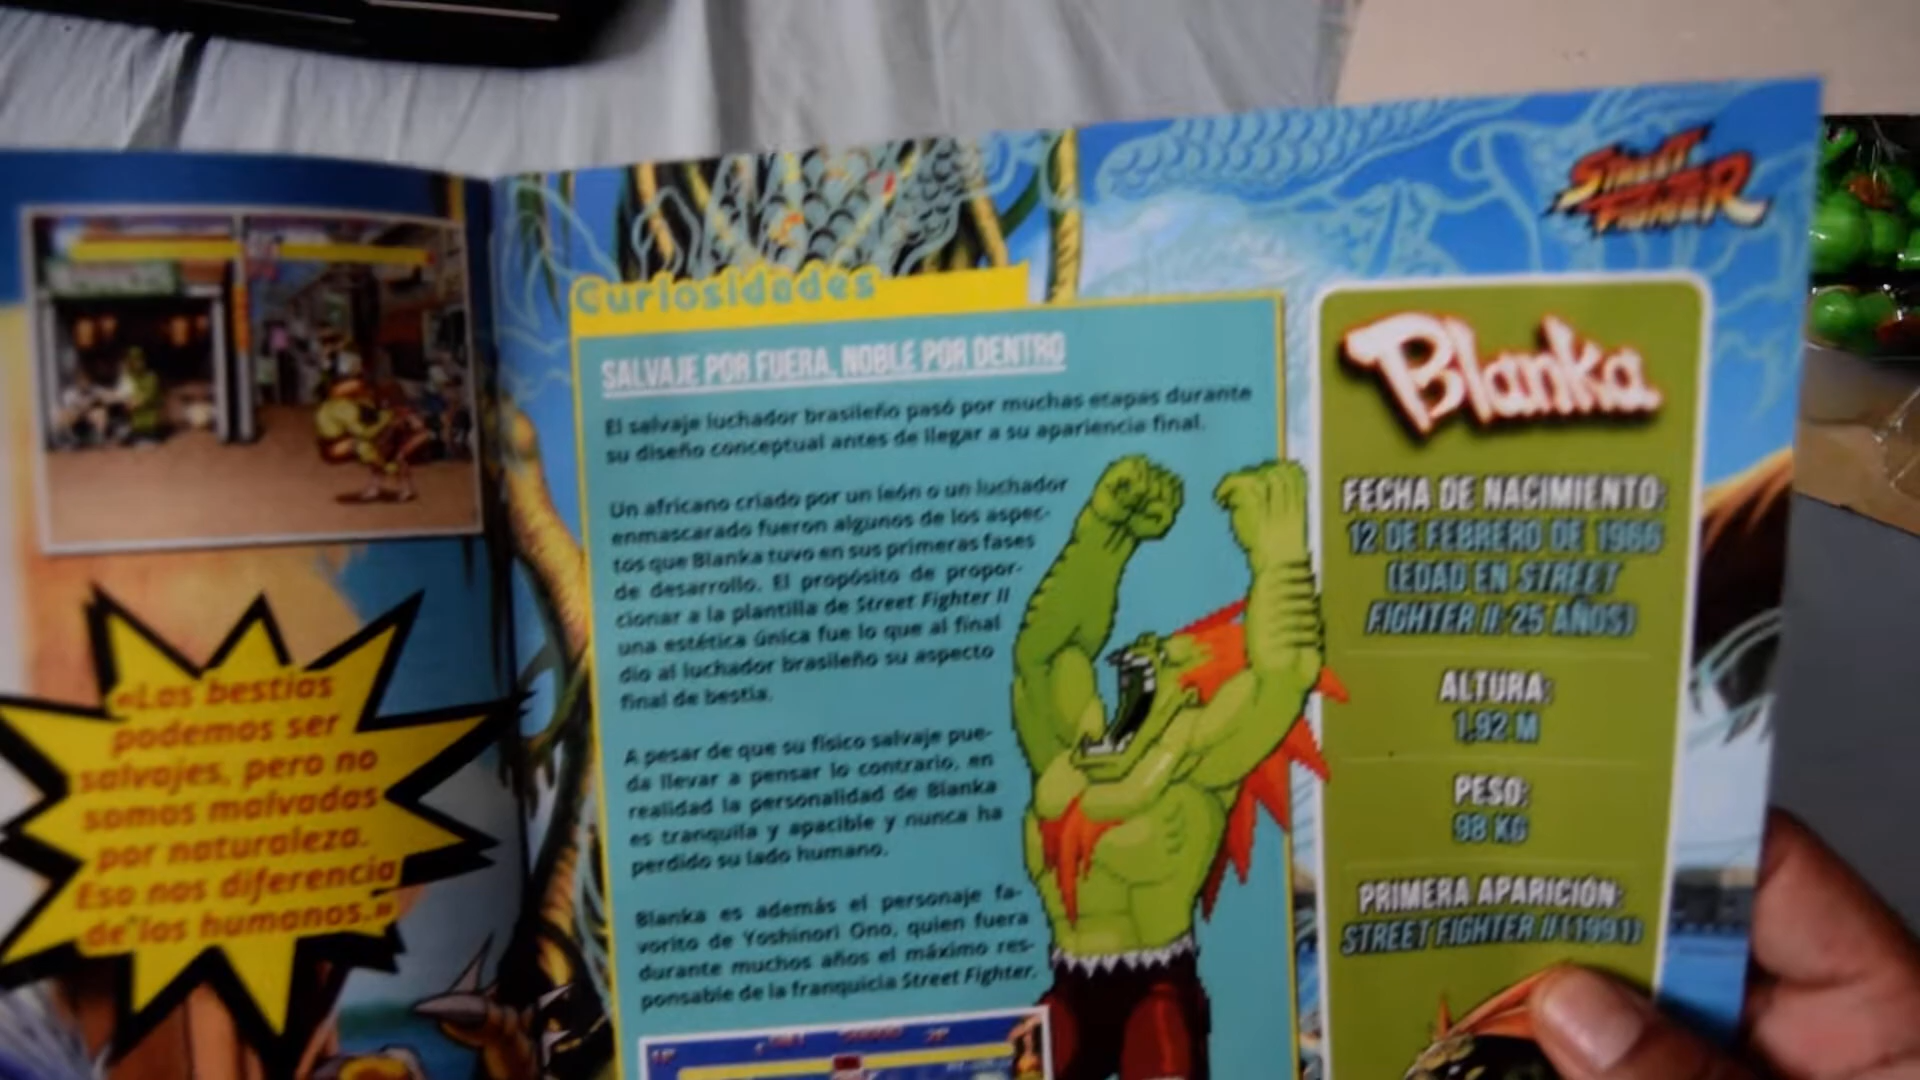 «Las bestias
podemos ser
salvajes, pero no
somos malvadas
por naturaleza.
Eso nos diferencia
de los humanos.»
Curiosidades
SALVAJE POR FUERA, NOBLE POR DENTRO
El salvaje luchador brasileño pasó por muchas etapas durante
su diseño conceptual antes de llegar a su apariencia final.
Un africano criado por un león o un luchador
enmascarado fueron algunos de los aspec-
tos que Blanka tuvo en sus primeras fases
de desarrollo. El propósito de propor-
cionar a la plantilla de Street Fighter II
una estética única fue lo que al final
dio al luchador brasileño su aspecto
final de bestia.
A pesar de que su físico salvaje pue-
da llevar a pensar lo contrario, en
realidad la personalidad de Blanka
es tranquila y apacible y nunca ha
perdido su lado humano.
Blanka es además el personaje fa-
vorito de Yoshinori Ono, quien fuera
durante muchos años el máximo res-
ponsable de la franquicia Street Fighter.
STREET
FIGHTER
Blanka
FECHA DE NACIMIENTO:
12 DE FEBRERO DE 1966
(EDAD EN STREET
FIGHTER II: 25 AÑOS)
ALTURA:
1,92 M
PESO:
98 KG
PRIMERA APARICIÓN:
STREET FIGHTER II (1991)